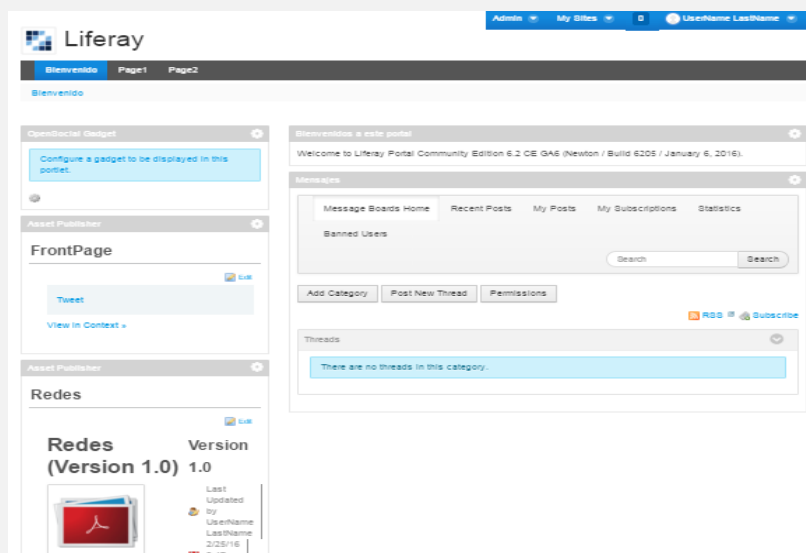 Admin My Sites 0 UserName LastName
Liferay
Bienvenido Page1 Page2
Bienvenido
OpenSocial Gadget
Configure a gadget to be displayed in this
portlet.
Asset Publisher
FrontPage
Edit
Tweet
View in Context »
Asset Publisher
Redes
Edit
Redes
(Version 1.0)
Version
1.0
Last
Updated
by
UserName
LastName
2/25/16
Bienvenidos a este portal
Welcome to Liferay Portal Community Edition 6.2 CE GA6 (Newton / Build 6205 / January 6, 2016).
Mensajes
Message Boards Home Recent Posts My Posts My Subscriptions Statistics
Banned Users
Search Search
Add Category Post New Thread Permissions
RSS Subscribe
Threads
There are no threads in this category.